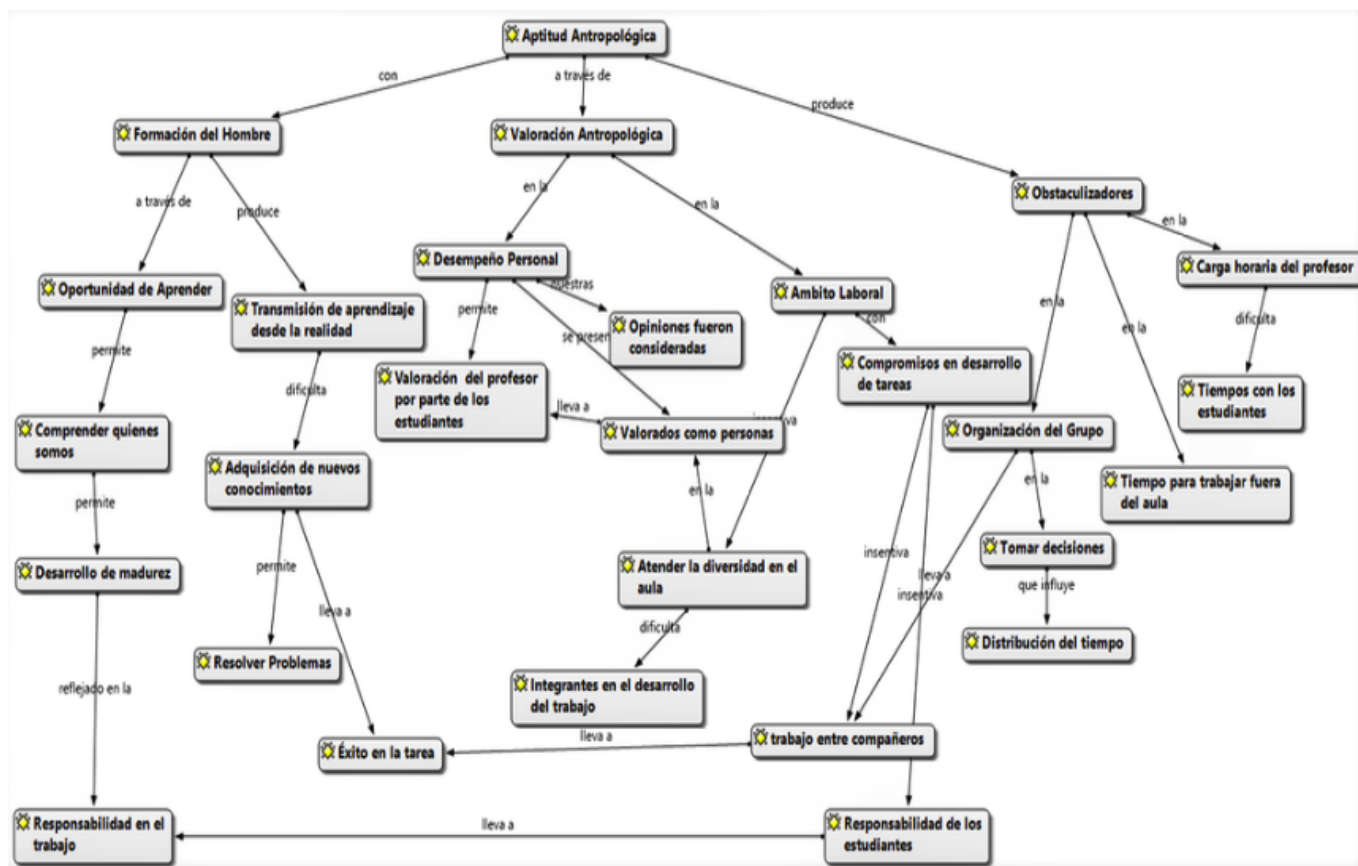 Aptitud Antropológica
con
a través de
produce
Formación del Hombre
Valoración Antropológica
Obstaculizadores
a través de
produce
en la
en la
en la
Desempeño Personal
Carga horaria del profesor
Oportunidad de Aprender
Ambito Laboral
en la
en la
dificulta
Transmisión de aprendizaje
desde la realidad
permite
Opiniones fueron
consideradas
con
permite
Valoración del profesor
por parte de los
estudiantes
Compromisos en desarrollo
de tareas
Tiempos con los
estudiantes
dificulta
lleva a
Valorados como personas
Organización del Grupo
Comprender quienes
somos
Adquisición de nuevos
conocimientos
Tiempo para trabajar fuera
del aula
permite
en la
en la
Tomar decisiones
Desarrollo de madurez
permite
lleva a
Atender la diversidad en el
aula
insentiva
lleva a
insentiva
que influye
dificulta
Distribución del tiempo
Resolver Problemas
reflejado en la
Integrantes en el desarrollo
del trabajo
Éxito en la tarea
lleva a
trabajo entre compañeros
Responsabilidad en el
trabajo
lleva a
Responsabilidad de los
estudiantes